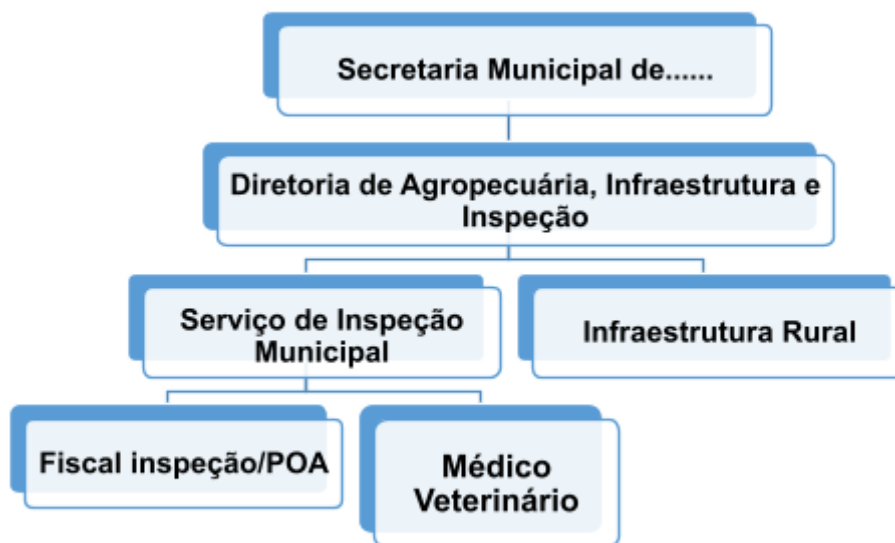 Secretaria Municipal de......
Diretoria de Agropecuária, Infraestrutura e
Inspeção
Serviço de Inspeção
Municipal
Infraestrutura Rural
Fiscal inspeção/POA
Médico
Veterinário